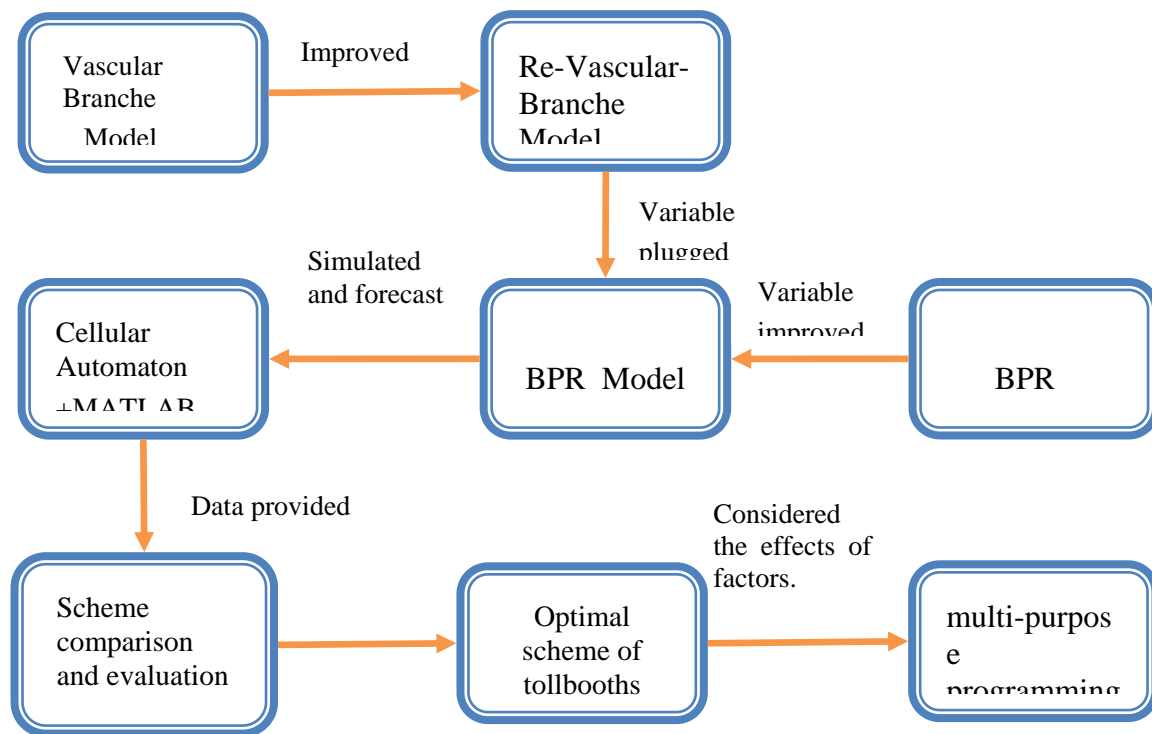 Vascular
Branche
Model
Improved
Re-Vascular-
Branche
Model
Variable
plugged
Simulated
and forecast
Cellular
Automaton
+MATLAB
BPR Model
Variable
improved
BPR
Data provided
Scheme
comparison
and evaluation
Optimal
scheme of
tollbooths
Considered
the effects of
factors.
multi-purpos
e
programming